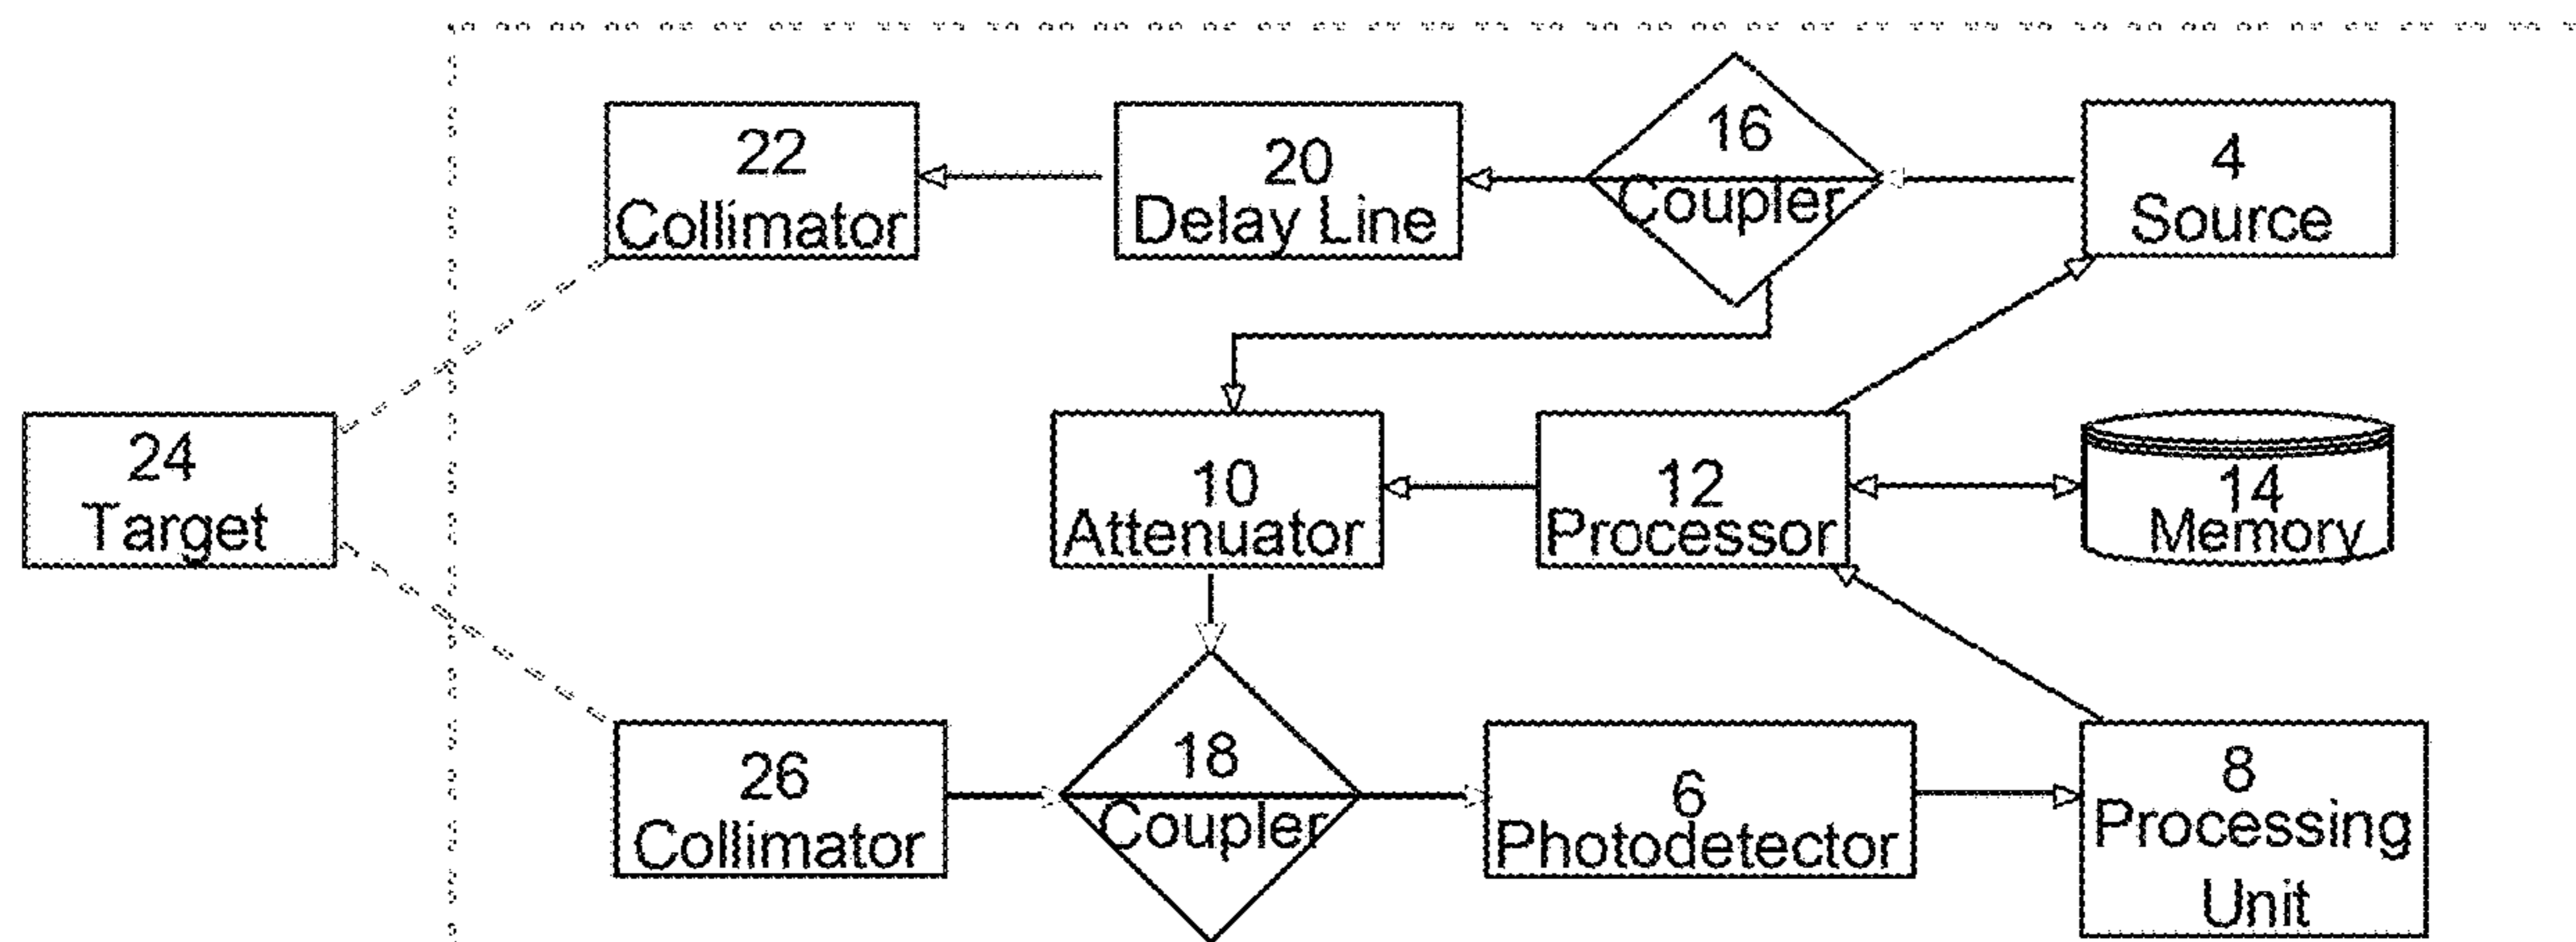 22
Collimator
20
Delay Line
16
Coupler
4
Source
24
Target
10
Attenuator
12
Processor
14
Memory
26
Collimator
18
Coupler
6
Photodetector
8
Processing
Unit